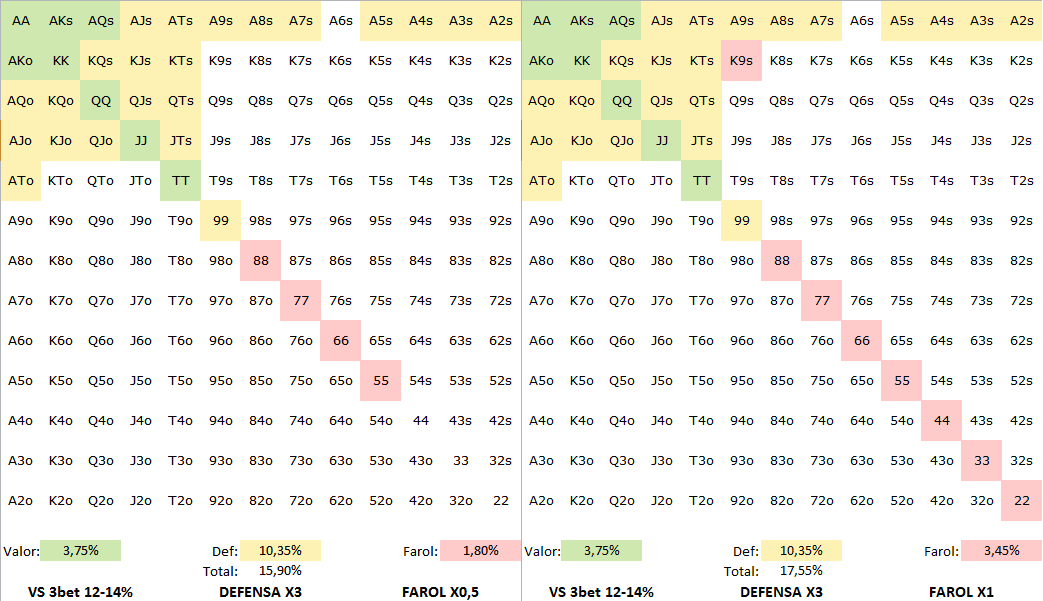 AA AKs AQs AJs ATs A9s A8s A7s A6s A5s A4s A3s A2s AA AKs AQs AJs ATs A9s A8s A7s A6s A5s A4s A3s A2s
AKo KK KQs KJs KTs K9s K8s K7s K6s K5s K4s K3s K2s AKo KK KQs KJs KTs K9s K8s K7s K6s K5s K4s K3s K2s
AQo KQo QQ QJs QTs Q9s Q8s Q7s Q6s Q5s Q4s Q3s Q2s AQo KQo QQ QJs QTs Q9s Q8s Q7s Q6s Q5s Q4s Q3s Q2s
AJo KJo QJo JJ JTs J9s J8s J7s J6s J5s J4s J3s J2s AJo KJo QJo JJ JTs J9s J8s J7s J6s J5s J4s J3s J2s
ATo KTo QTo JTo TT T9s T8s T7s T6s T5s T4s T3s T2s ATo KTo QTo JTo TT T9s T8s T7s T6s T5s T4s T3s T2s
A9o K9o Q9o J9o T9o 99 98s 97s 96s 95s 94s 93s 92s A9o K9o Q9o J9o T9o 99 98s 97s 96s 95s 94s 93s 92s
A8o K8o Q8o J8o T8o 98o 88 87s 86s 85s 84s 83s 82s A8o K8o Q8o J8o T8o 98o 88 87s 86s 85s 84s 83s 82s
A7o K7o Q7o J7o T7o 97o 87o 77 76s 75s 74s 73s 72s A7o K7o Q7o J7o T7o 97o 87o 77 76s 75s 74s 73s 72s
A6o K6o Q6o J6o T6o 96o 86o 76o 66 65s 64s 63s 62s A6o K6o Q6o J6o T6o 96o 86o 76o 66 65s 64s 63s 62s
A5o K5o Q5o J5o T5o 95o 85o 75o 65o 55 54s 53s 52s A5o K5o Q5o J5o T5o 95o 85o 75o 65o 55 54s 53s 52s
A4o K4o Q4o J4o T4o 94o 84o 74o 64o 54o 44 43s 42s A4o K4o Q4o J4o T4o 94o 84o 74o 64o 54o 44 43s 42s
A3o K3o Q3o J3o T3o 93o 83o 73o 63o 53o 43o 33 32s A3o K3o Q3o J3o T3o 93o 83o 73o 63o 53o 43o 33 32s
A2o K2o Q2o J2o T2o 92o 82o 72o 62o 52o 42o 32o 22 A2o K2o Q2o J2o T2o 92o 82o 72o 62o 52o 42o 32o 22
Valor: 3,75% Def: 10,35% Farol: 1,80% Valor: 3,75% Def: 10,35% Farol: 3,45%
Total: 15,90% Total: 17,55%
VS 3bet 12-14% DEFENSA X3 FAROL X0,5 VS 3bet 12-14% DEFENSA X3 FAROL X1